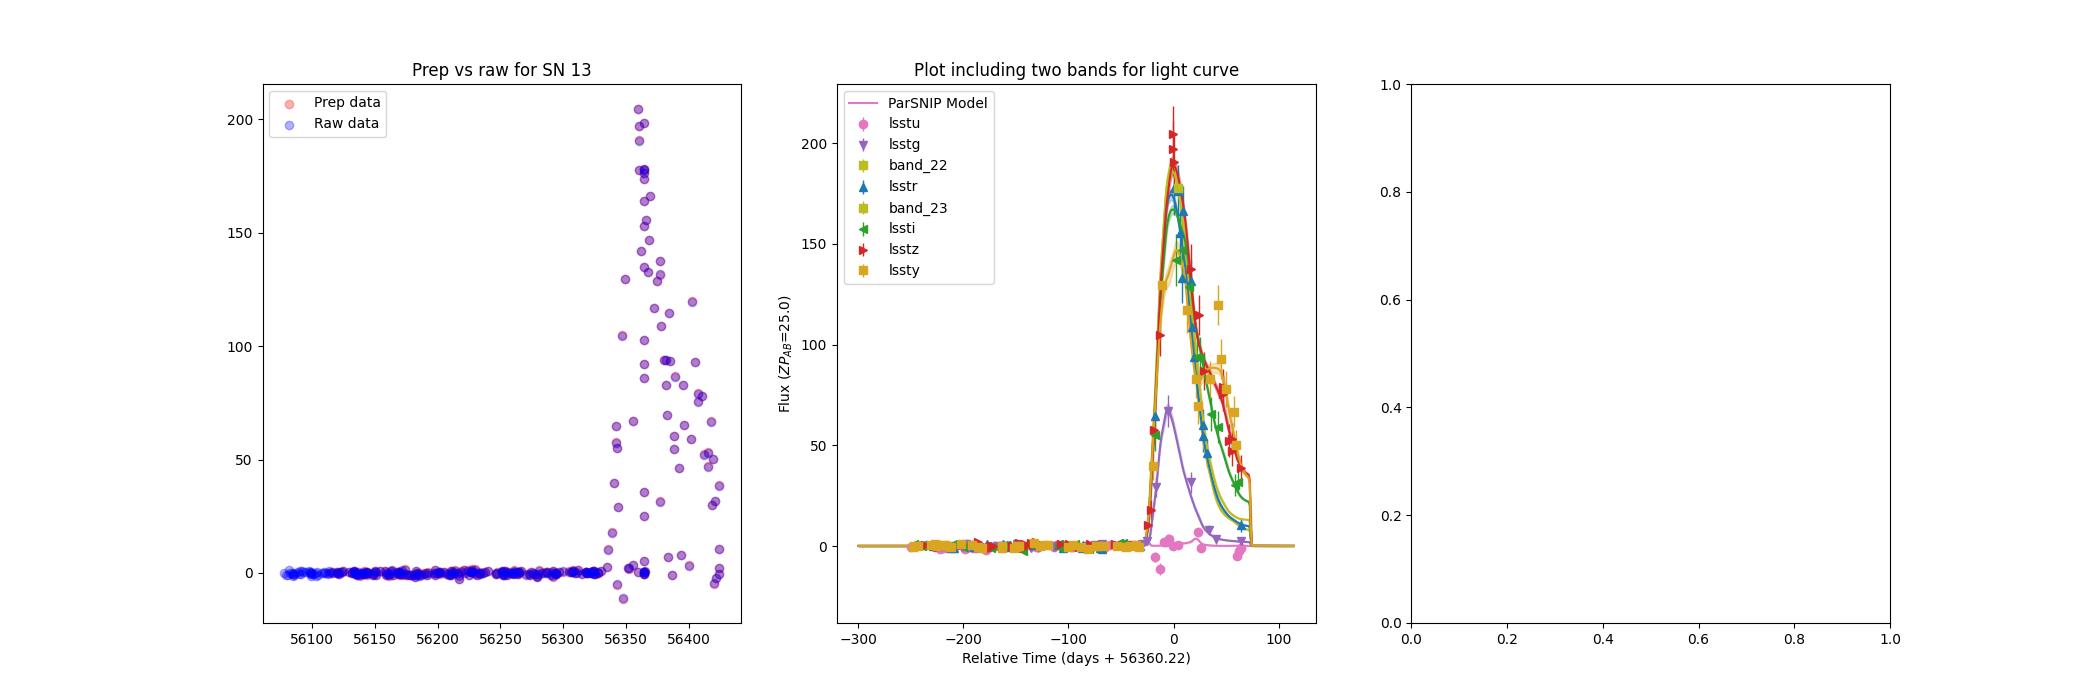 Prep vs raw for SN 13
Prep data
Raw data
200
150
100
50
0
56100 56150 56200 56250 56300 56350 56400
Plot including two bands for light curve
ParSNIP Model
lsstu
lsstg
band_22
lsstr
band_23
lssti
lsstz
lssty
Flux (ZP_{AB}=25.0)
200
150
100
50
0
−300 −200 −100 0 100
Relative Time (days + 56360.22)
1.0
0.8
0.6
0.4
0.2
0.0
0.0 0.2 0.4 0.6 0.8 1.0